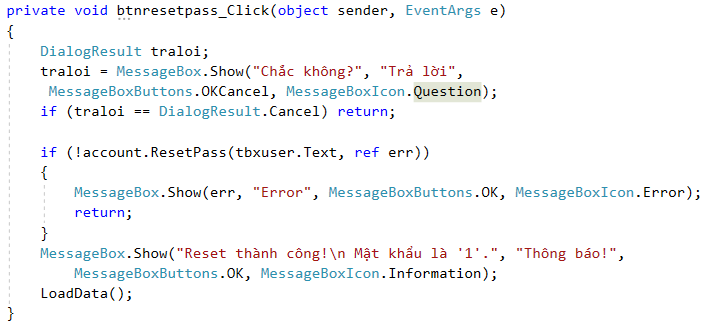 private void btnresetpass_Click(object sender, EventArgs e)
{
DialogResult traloi;
traloi = MessageBox.Show("Chắc không?", "Trả lời",
MessageBoxButtons.OKCancel, MessageBoxIcon.Question);
if (traloi == DialogResult.Cancel) return;
if (!account.ResetPass(tbxuser.Text, ref err))
{
MessageBox.Show(err, "Error", MessageBoxButtons.OK, MessageBoxIcon.Error);
return;
}
MessageBox.Show("Reset thành công!\n Mật khẩu là '1'.", "Thông báo!",
MessageBoxButtons.OK, MessageBoxIcon.Information);
LoadData();
}